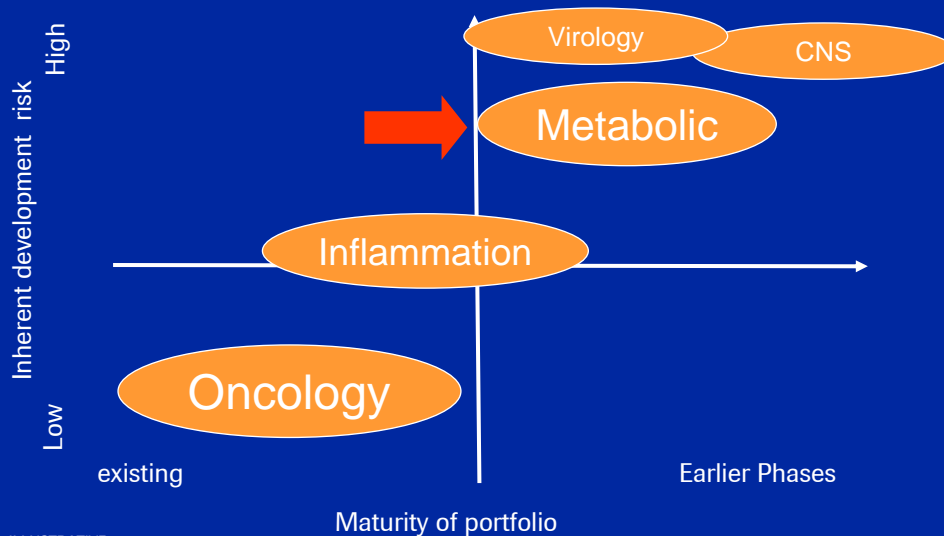 High
Virology
CNS
Metabolic
Inherent development risk
Inflammation
Oncology
Low
existing
Earlier Phases
Maturity of portfolio